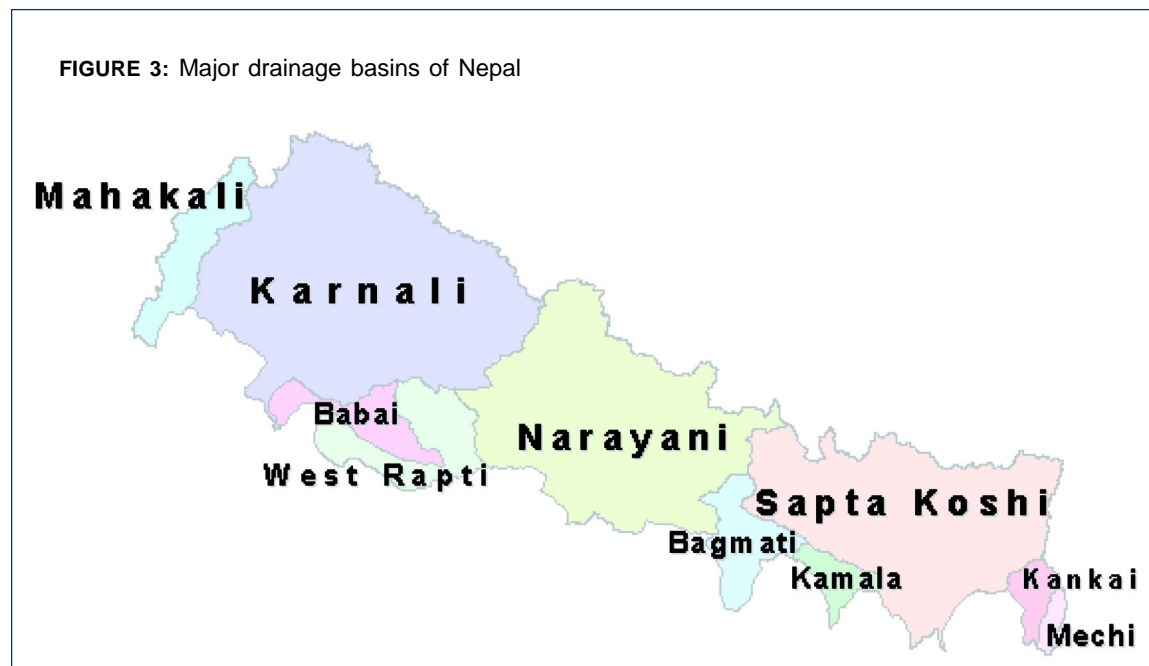 FIGURE 3: Major drainage basins of Nepal
Mahakali
Karnali
Babai
Narayani
West Rapti
Sapta Koshi
Bagmati
Kamala
Kankai
Mechi